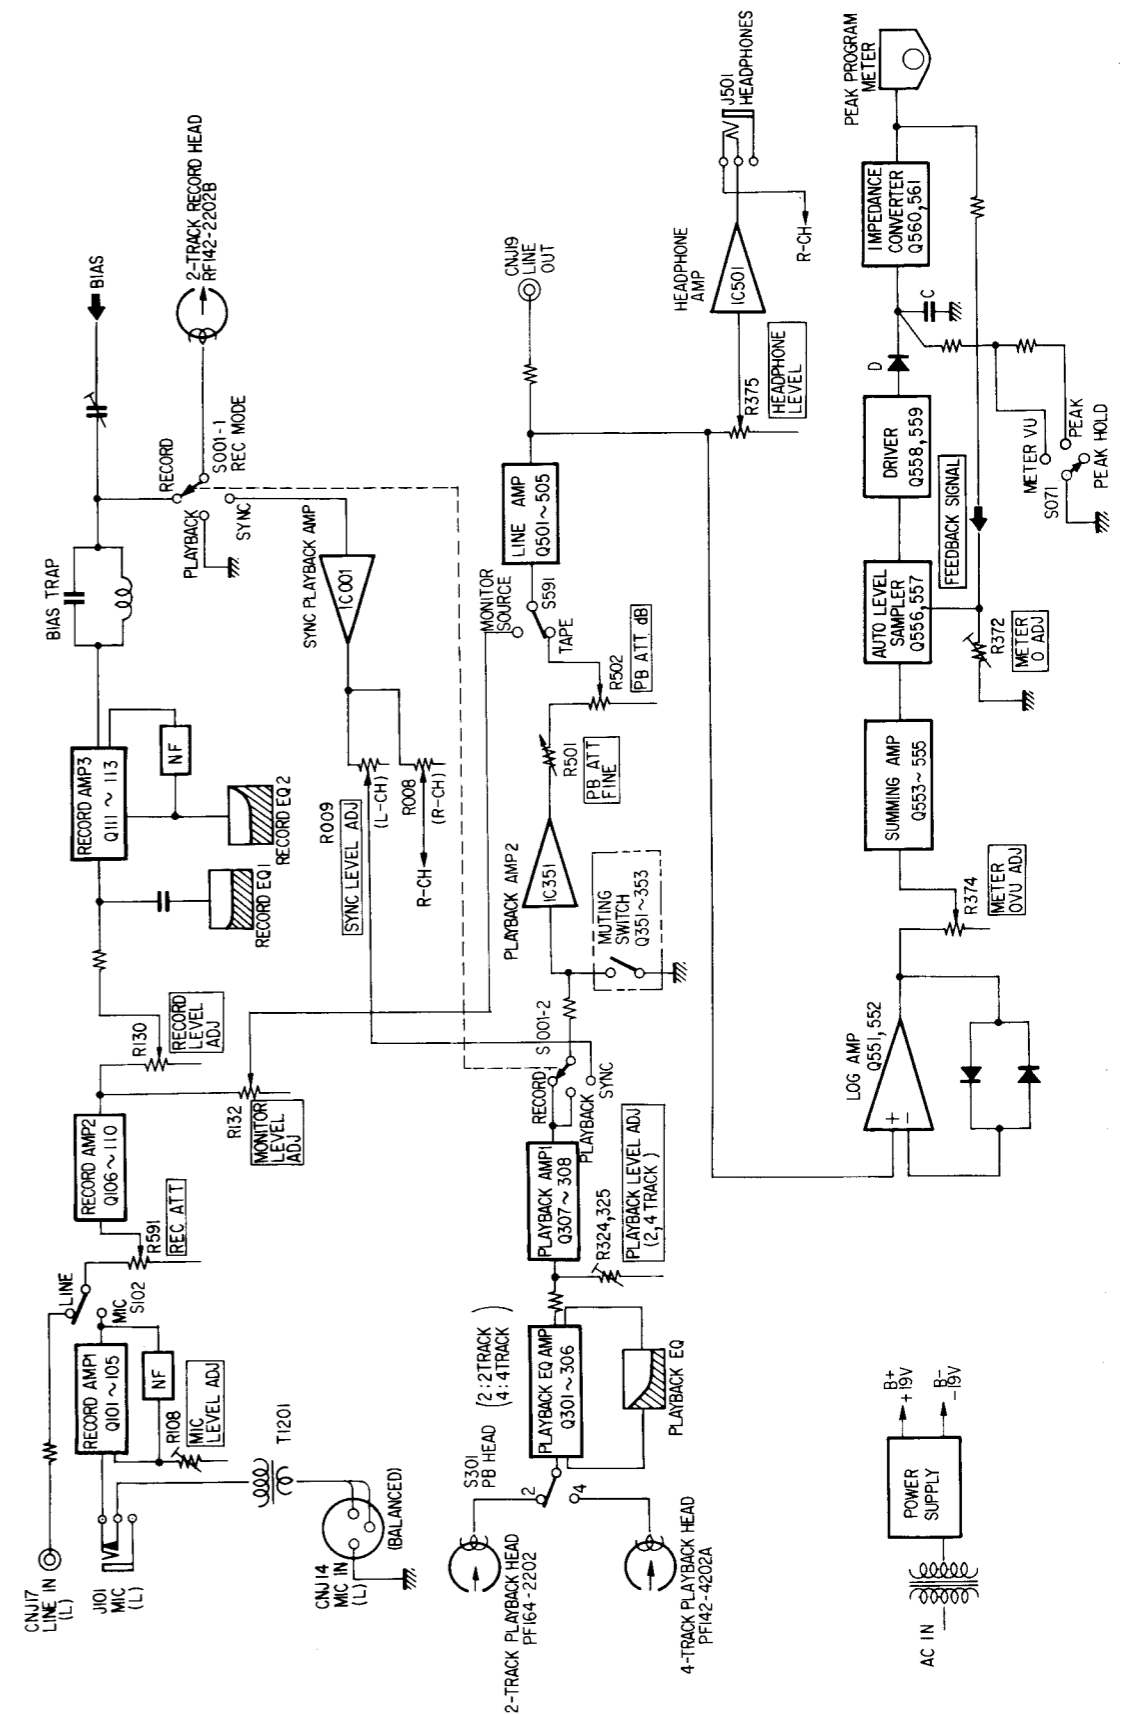 CNJ17
LINE IN
(L)
J101
MIC
(L)
RECORD AMP1
Q101~105
NF
R108
MIC
LEVEL ADJ
T1201
CNJ14
MIC IN
(L)
(BALANCED)
LINE
MIC
S102
R591
REC ATT
RECORD AMP2
Q106~110
R130
RECORD
LEVEL
ADJ
R132
MONITOR
LEVEL
ADJ
RECORD EQ1
RECORD AMP3
Q111~113
NF
RECORD EQ2
BIAS TRAP
BIAS
RECORD
S001-1
REC MODE
PLAYBACK
SYNC
2-TRACK RECORD HEAD
RF142-2202B
SYNC PLAYBACK AMP
IC001
R009
SYNC LEVEL ADJ
(L-CH)
R008
(R-CH)
R-CH
2-TRACK PLAYBACK HEAD
PF164-2202
4-TRACK PLAYBACK HEAD
PF142-4202A
S301
PB HEAD
(2:2TRACK
4:4TRACK)
2
4
PLAYBACK EQ AMP
Q301~306
PLAYBACK EQ
R324,325
PLAYBACK LEVEL ADJ
(2,4 TRACK)
PLAYBACK AMP1
Q307~308
RECORD
S1001-2
PLAYBACK
SYNC
MUTING
SWITCH
Q351~353
PLAYBACK AMP2
IC351
R501
PB ATT
FINE
R502
PB ATT dB
MONITOR
SOURCE
TAPE
S591
LINE AMP
Q501~505
CNJ19
LINE
OUT
R375
HEADPHONE
LEVEL
HEADPHONE
AMP
IC501
R-CH
J501
HEADPHONES
LOG AMP
Q551,552
+
-
R374
METER
OVU ADJ
SUMMING AMP
Q553~555
AUTO LEVEL
SAMPLER
Q556,557
R372
METER
O ADJ
FEEDBACK SIGNAL
DRIVER
Q558,559
D
C
METER VU
PEAK
S071
PEAK HOLD
IMPEDANCE
CONVERTER
Q560,561
PEAK PROGRAM
METER
AC IN
POWER
SUPPLY
B+
+19V
B-
-19V